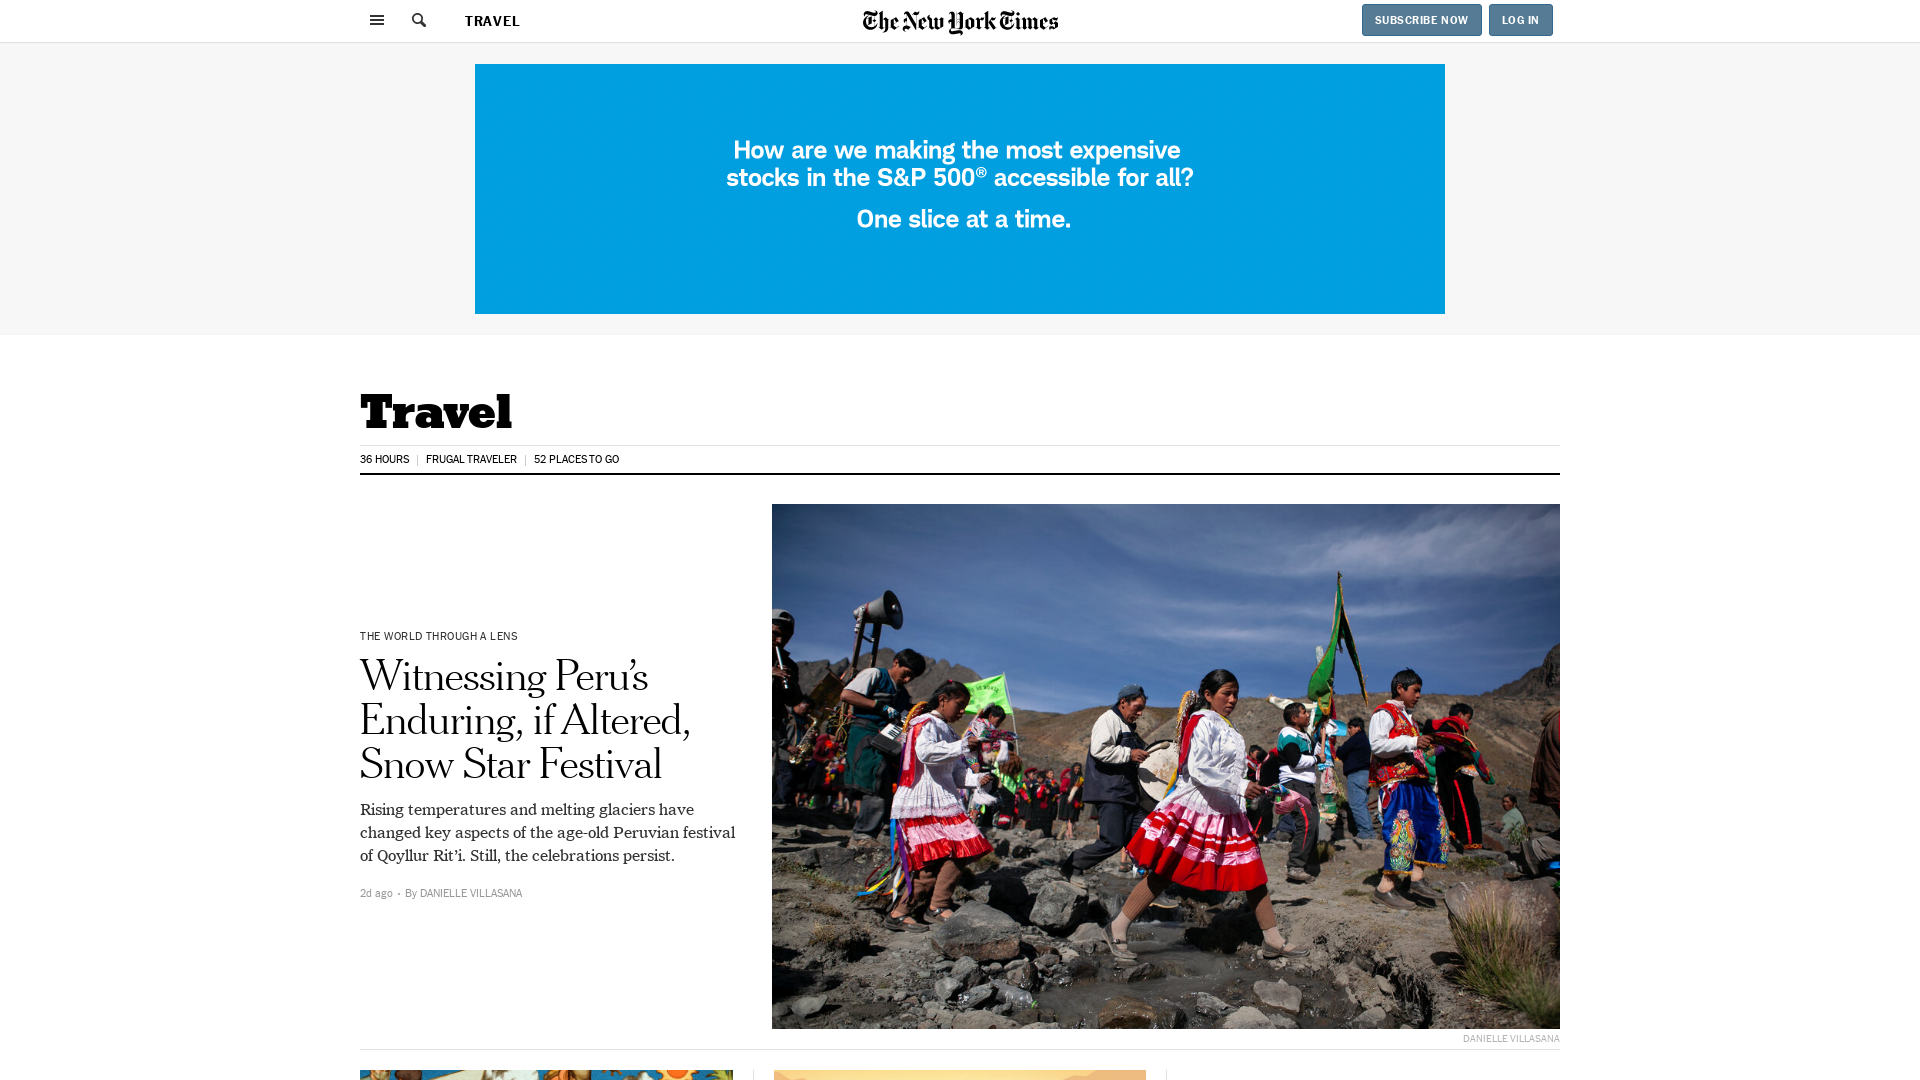 TRAVEL
The New York Times
SUBSCRIBE NOW
LOG IN
How are we making the most expensive
stocks in the S&P 500® accessible for all?
One slice at a time.
Travel
36 HOURS
FRUGAL TRAVELER
52 PLACES TO GO
THE WORLD THROUGH A LENS
Witnessing Peru’s
Enduring, if Altered,
Snow Star Festival
Rising temperatures and melting glaciers have
changed key aspects of the age-old Peruvian festival
of Qoyllur Rit’i. Still, the celebrations persist.
2d ago • By DANIELLE VILLASANA
DANIELLE VILLASANA